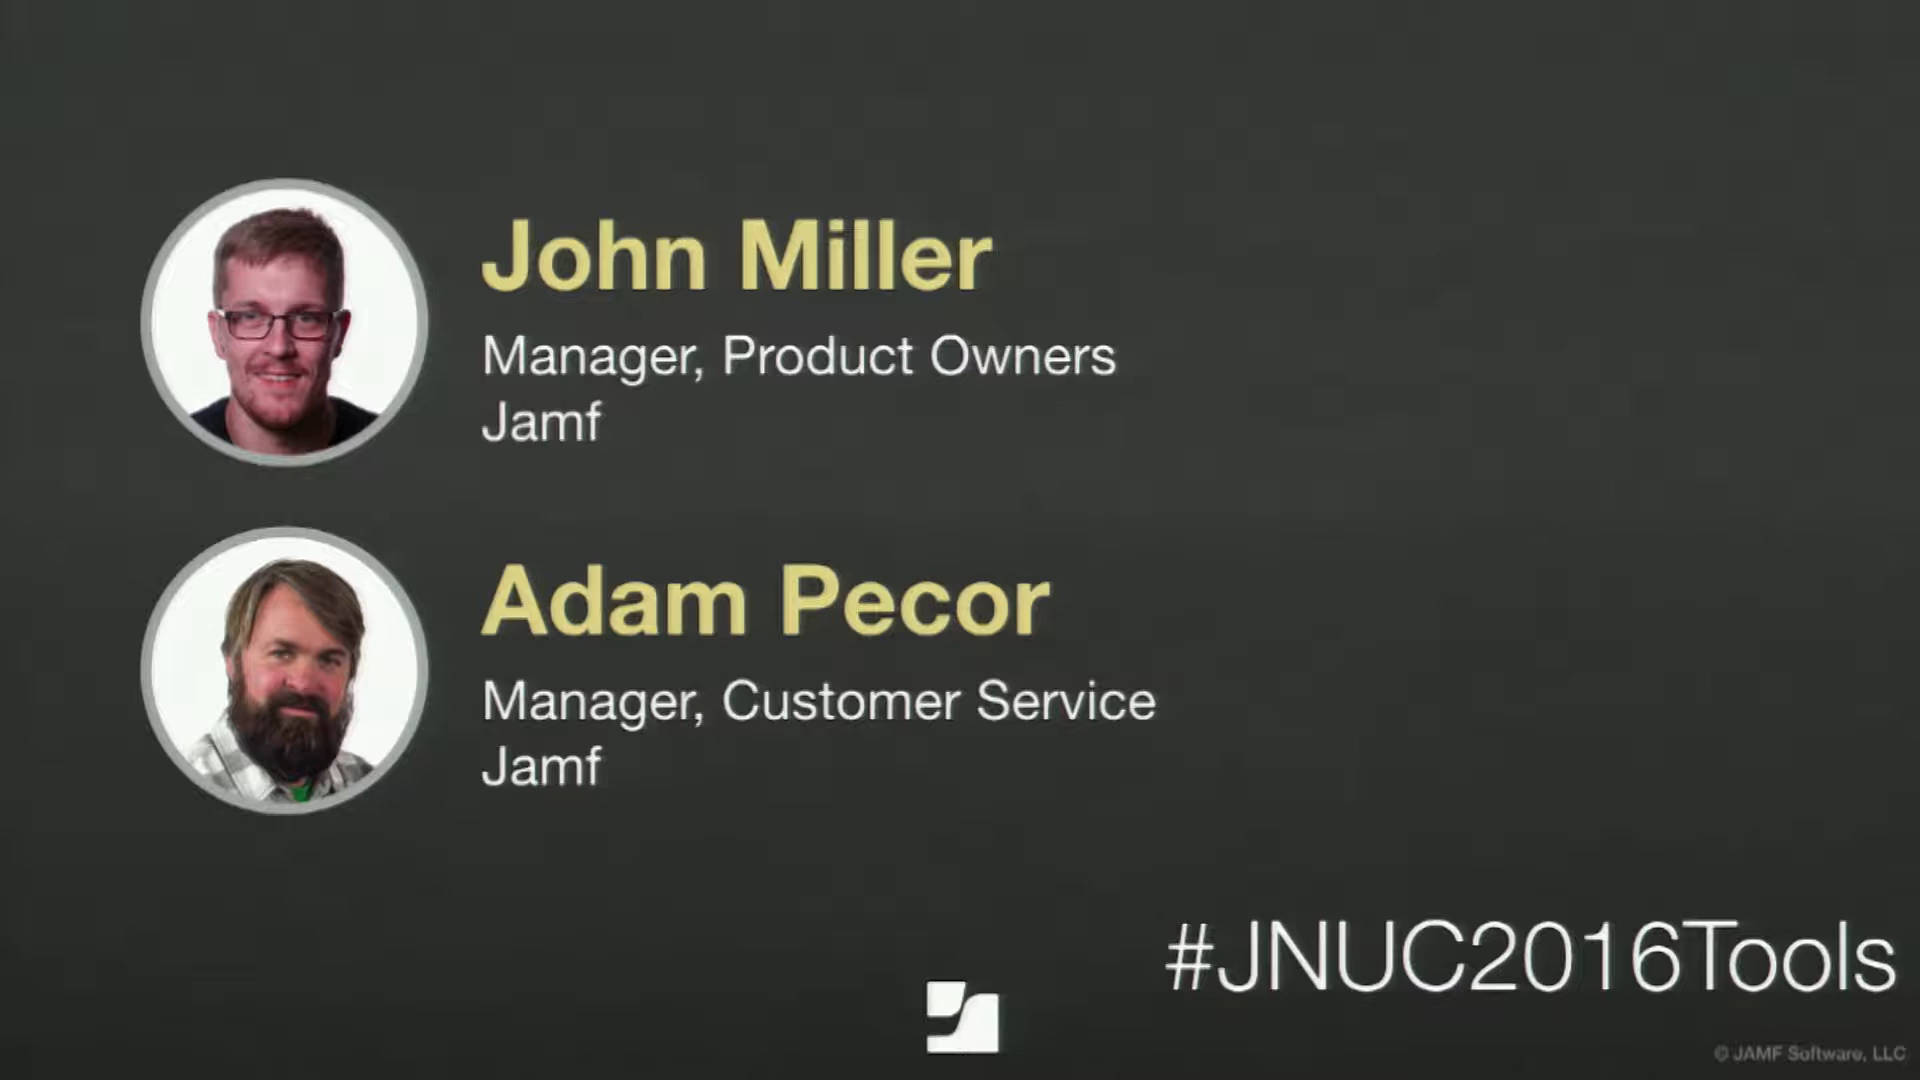 John Miller
Manager, Product Owners
Jamf
Adam Pecor
Manager, Customer Service
Jamf
#JNUC2016Tools
© JAMF Software, LLC